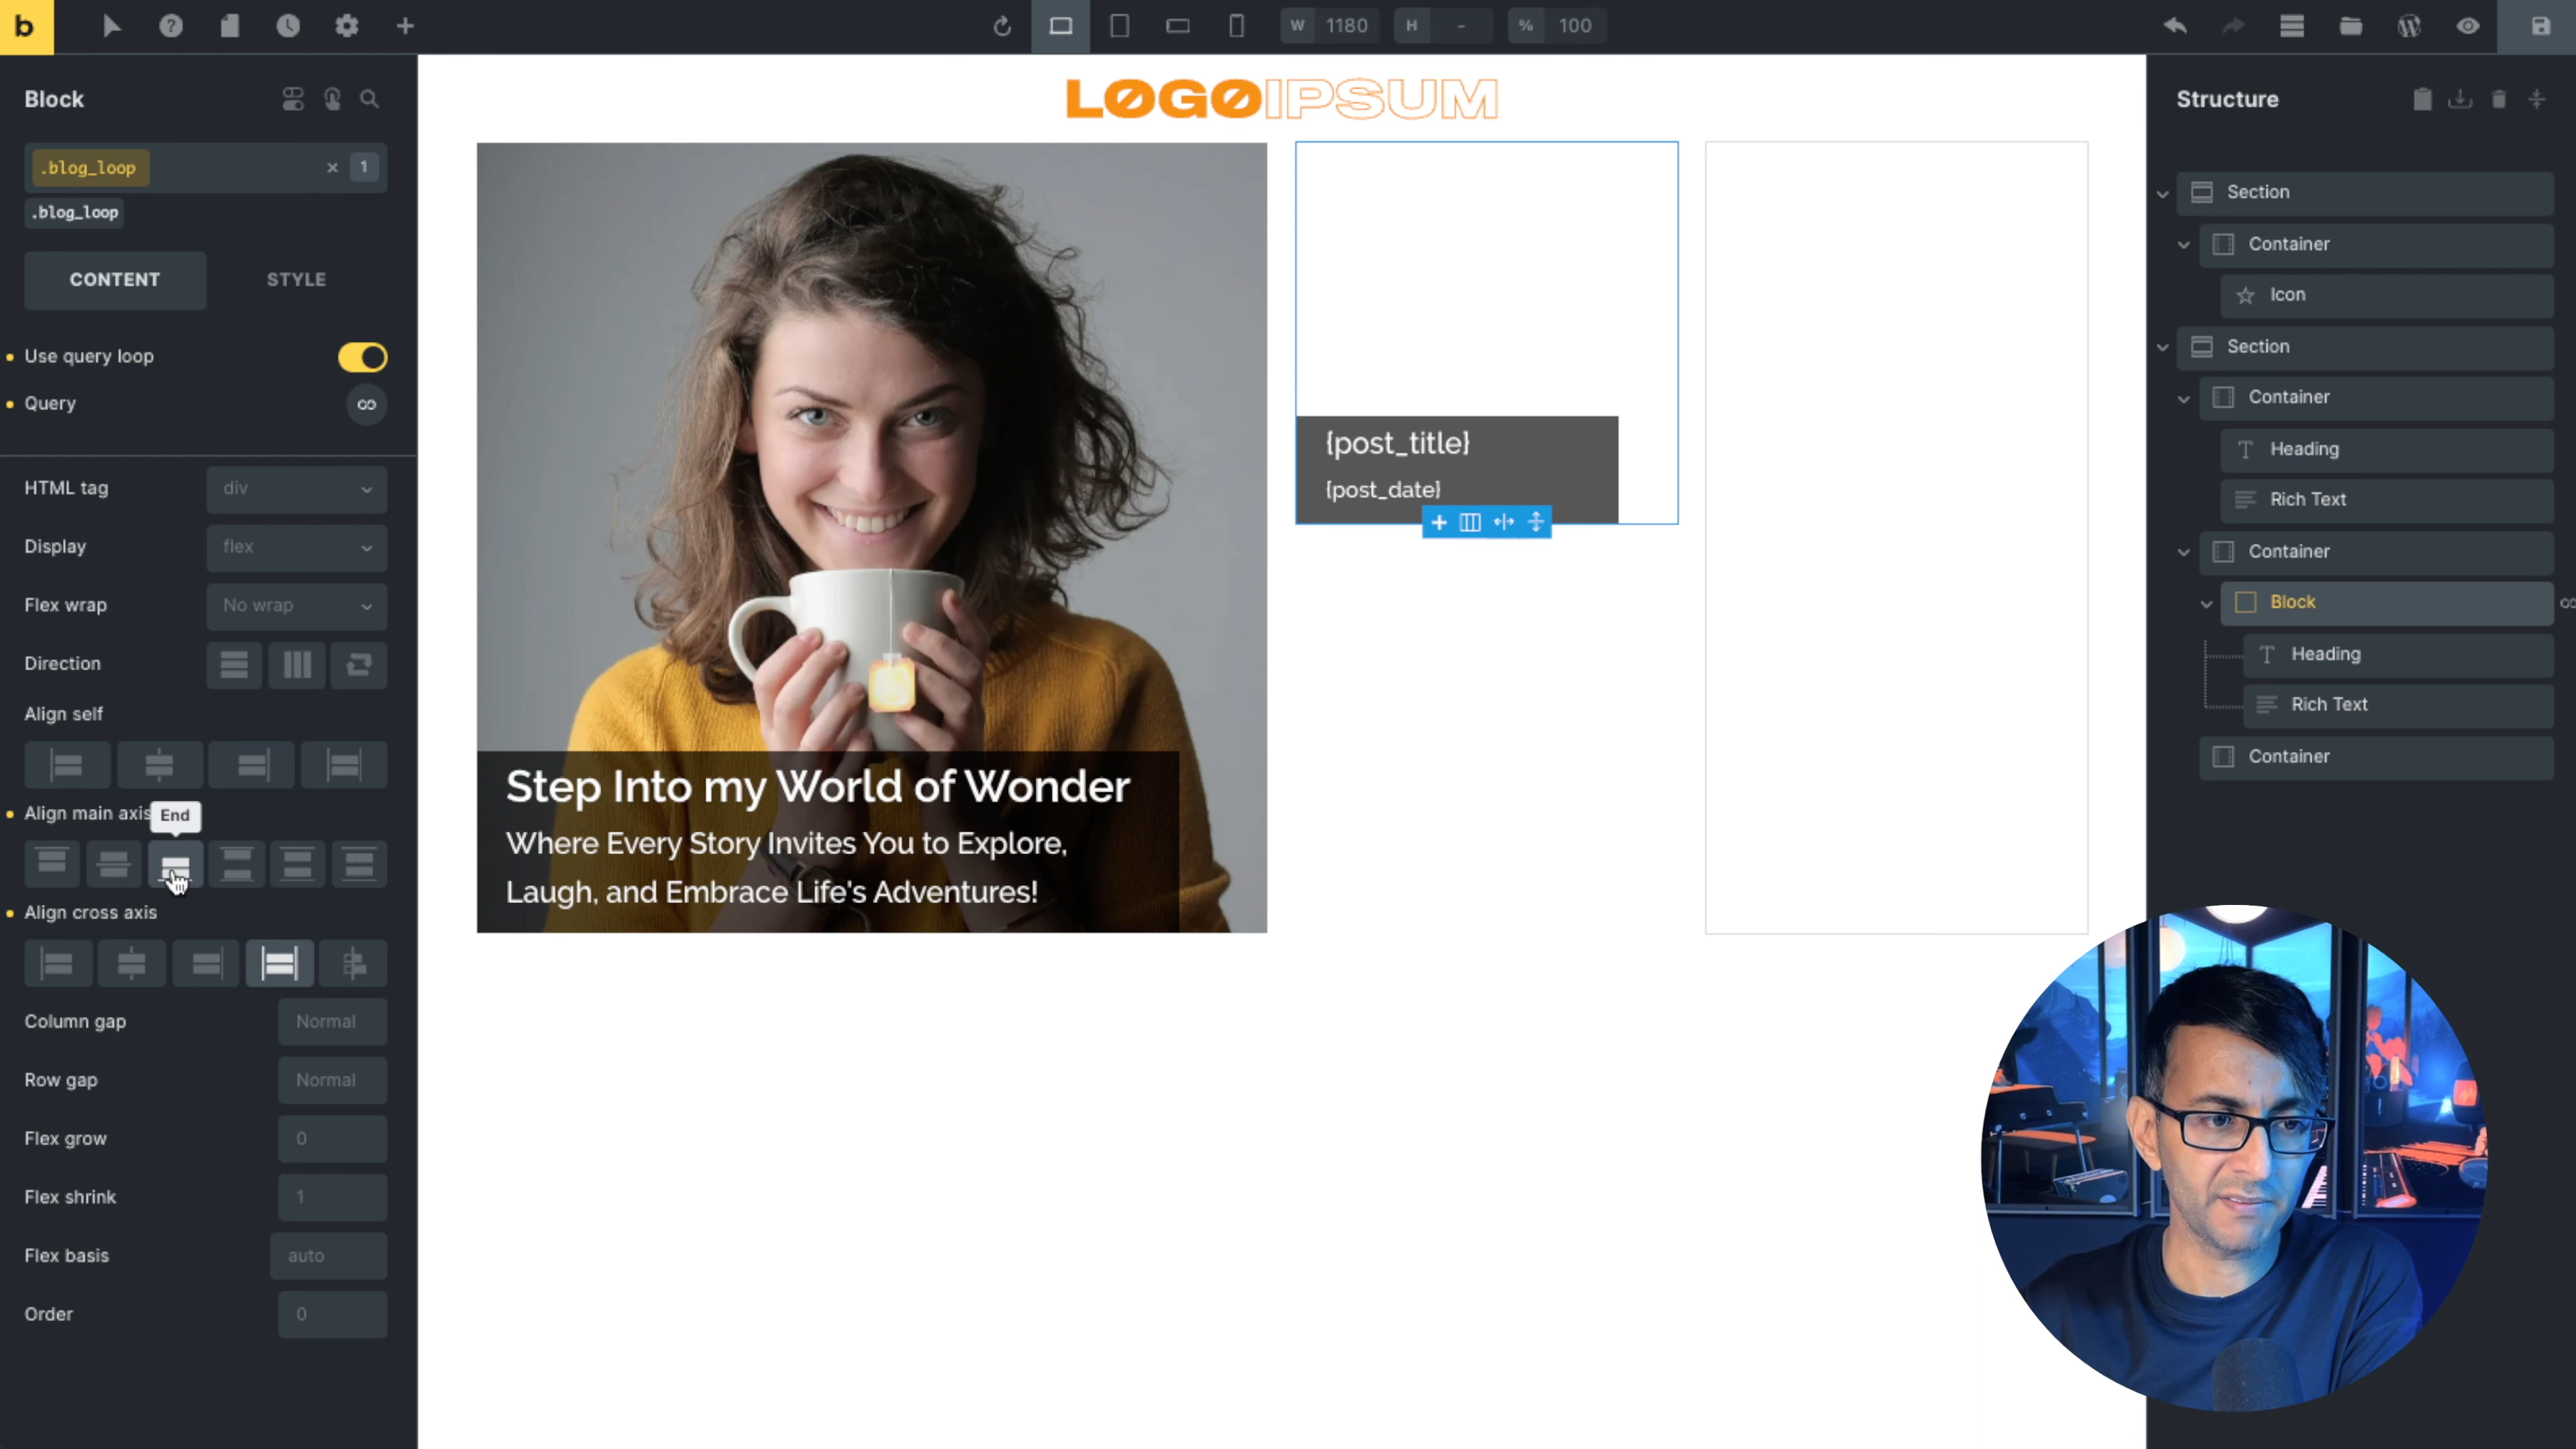 b
W 1180 H - % 100
Block
.blog_loop × 1
.blog_loop
CONTENT STYLE
Use query loop
Query
HTML tag div
Display flex
Flex wrap No wrap
Direction
Align self
Align main axis
End
Align cross axis
Column gap Normal
Row gap Normal
Flex grow 0
Flex shrink 1
Flex basis auto
Order 0
LOGOIPSUM
Step Into my World of Wonder
Where Every Story Invites You to Explore,
Laugh, and Embrace Life's Adventures!
{post_title}
{post_date}
Structure
Section
Container
Icon
Section
Container
Heading
Rich Text
Container
Block
Heading
Rich Text
Container